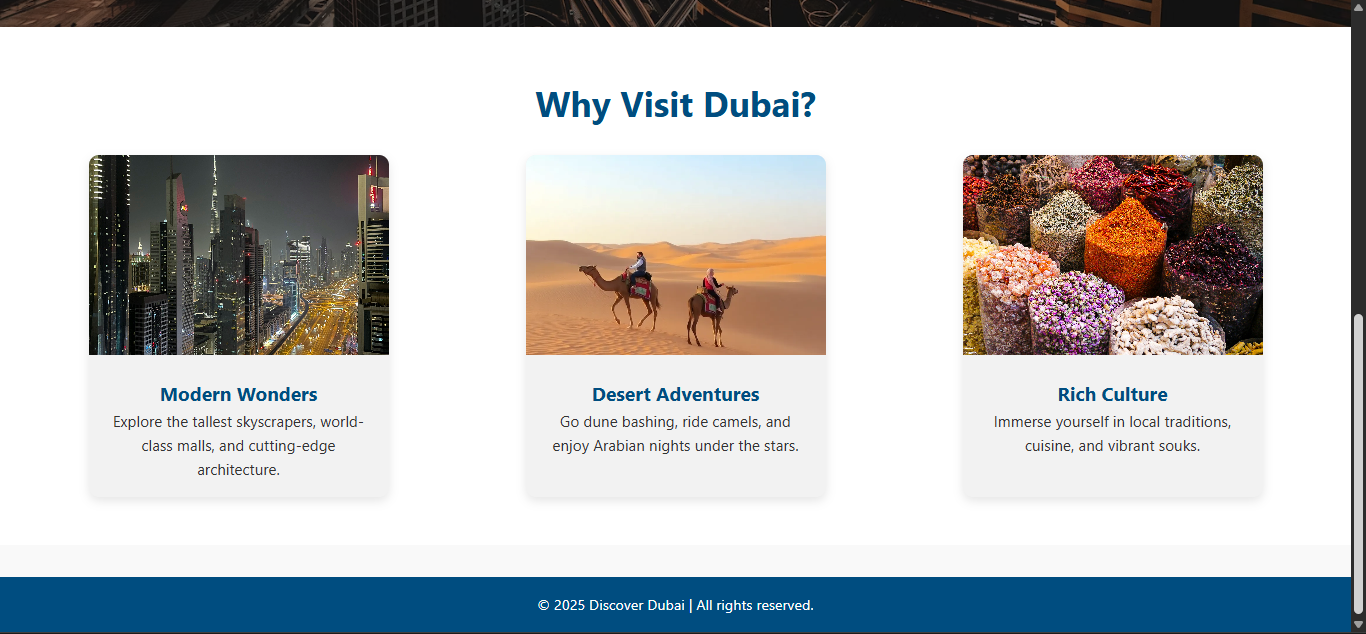 Why Visit Dubai?
Modern Wonders
Explore the tallest skyscrapers, world-
class malls, and cutting-edge
architecture.
Desert Adventures
Go dune bashing, ride camels, and
enjoy Arabian nights under the stars.
Rich Culture
Immerse yourself in local traditions,
cuisine, and vibrant souks.
© 2025 Discover Dubai | All rights reserved.